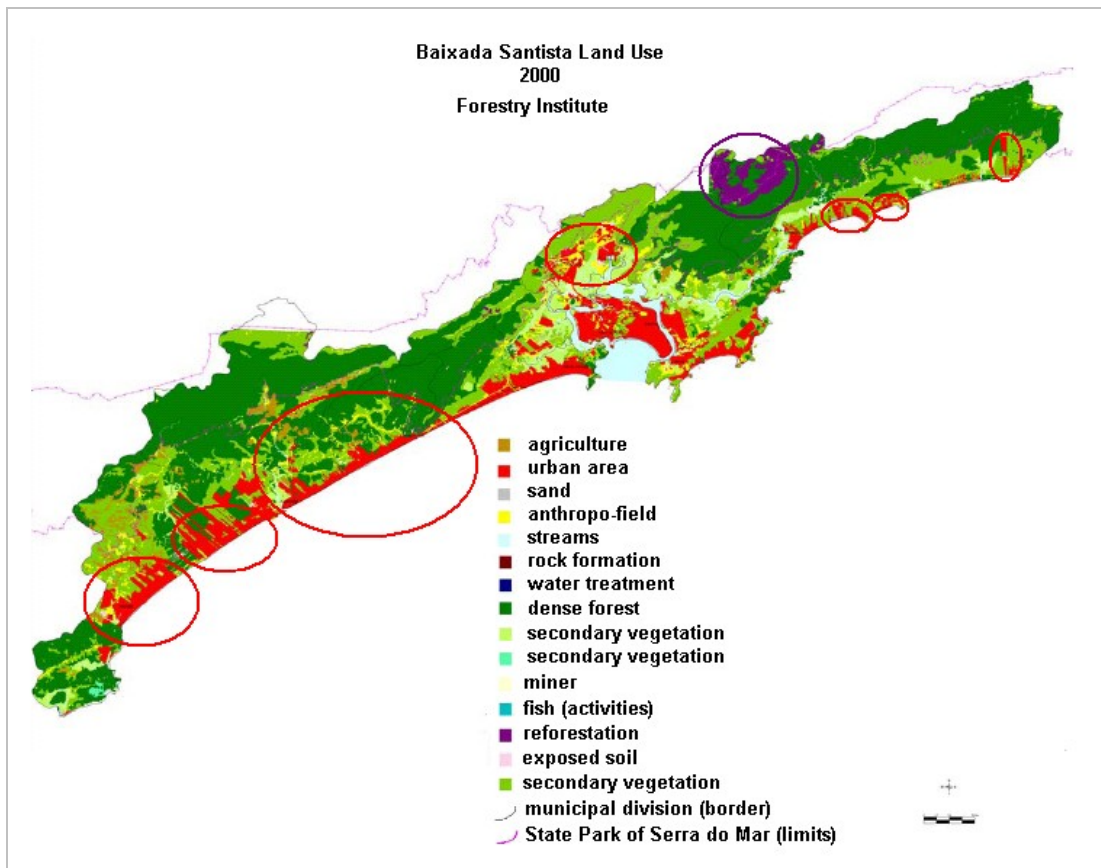 Baixada Santista Land Use
2000
Forestry Institute
agriculture
urban area
sand
anthropo-field
streams
rock formation
water treatment
dense forest
secondary vegetation
secondary vegetation
miner
fish (activities)
reforestation
exposed soil
secondary vegetation
municipal division (border)
State Park of Serra do Mar (limits)